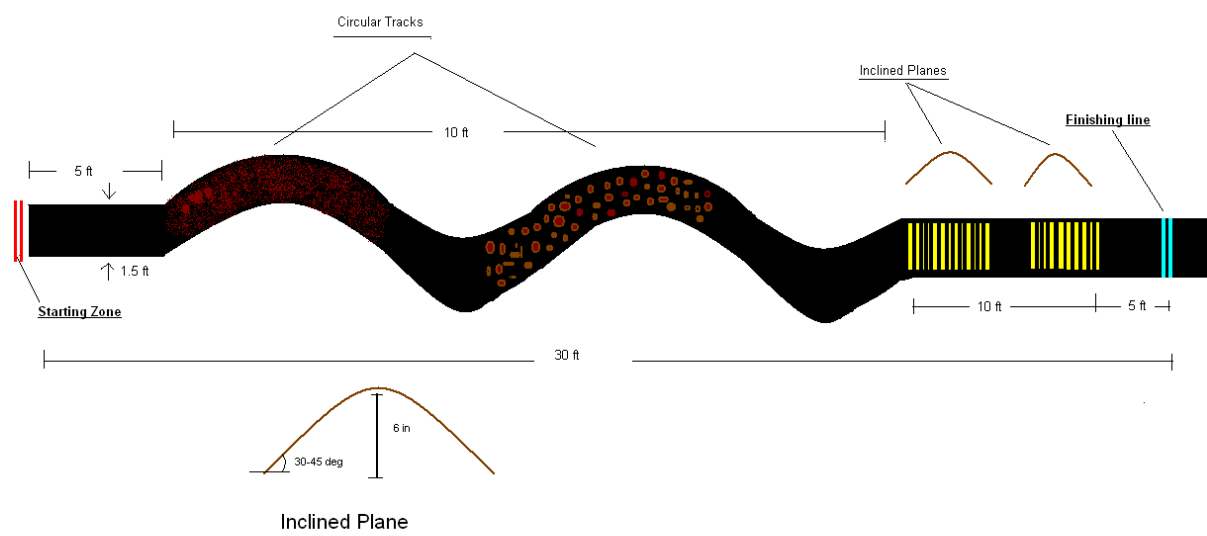 Circular Tracks
Inclined Planes
Finishing line
10 ft
5 ft
1.5 ft
Starting Zone
10 ft
5 ft
30 ft
6 in
30-45 deg
Inclined Plane